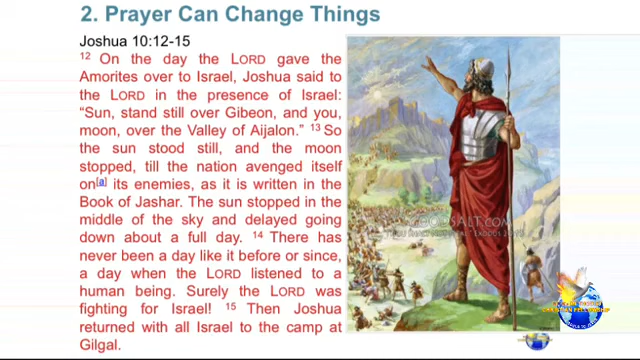 2. Prayer Can Change Things
Joshua 10:12-15
12 On the day the LORD gave the
Amorites over to Israel, Joshua said to
the LORD in the presence of Israel:
“Sun, stand still over Gibeon, and you,
moon, over the Valley of Aijalon.” 13 So
the sun stood still, and the moon
stopped, till the nation avenged itself
on[a] its enemies, as it is written in the
Book of Jashar. The sun stopped in the
middle of the sky and delayed going
down about a full day. 14 There has
never been a day like it before or since,
a day when the LORD listened to a
human being. Surely the LORD was
fighting for Israel! 15 Then Joshua
returned with all Israel to the camp at
Gilgal.
CHRISTIAN FELLOWSHIP